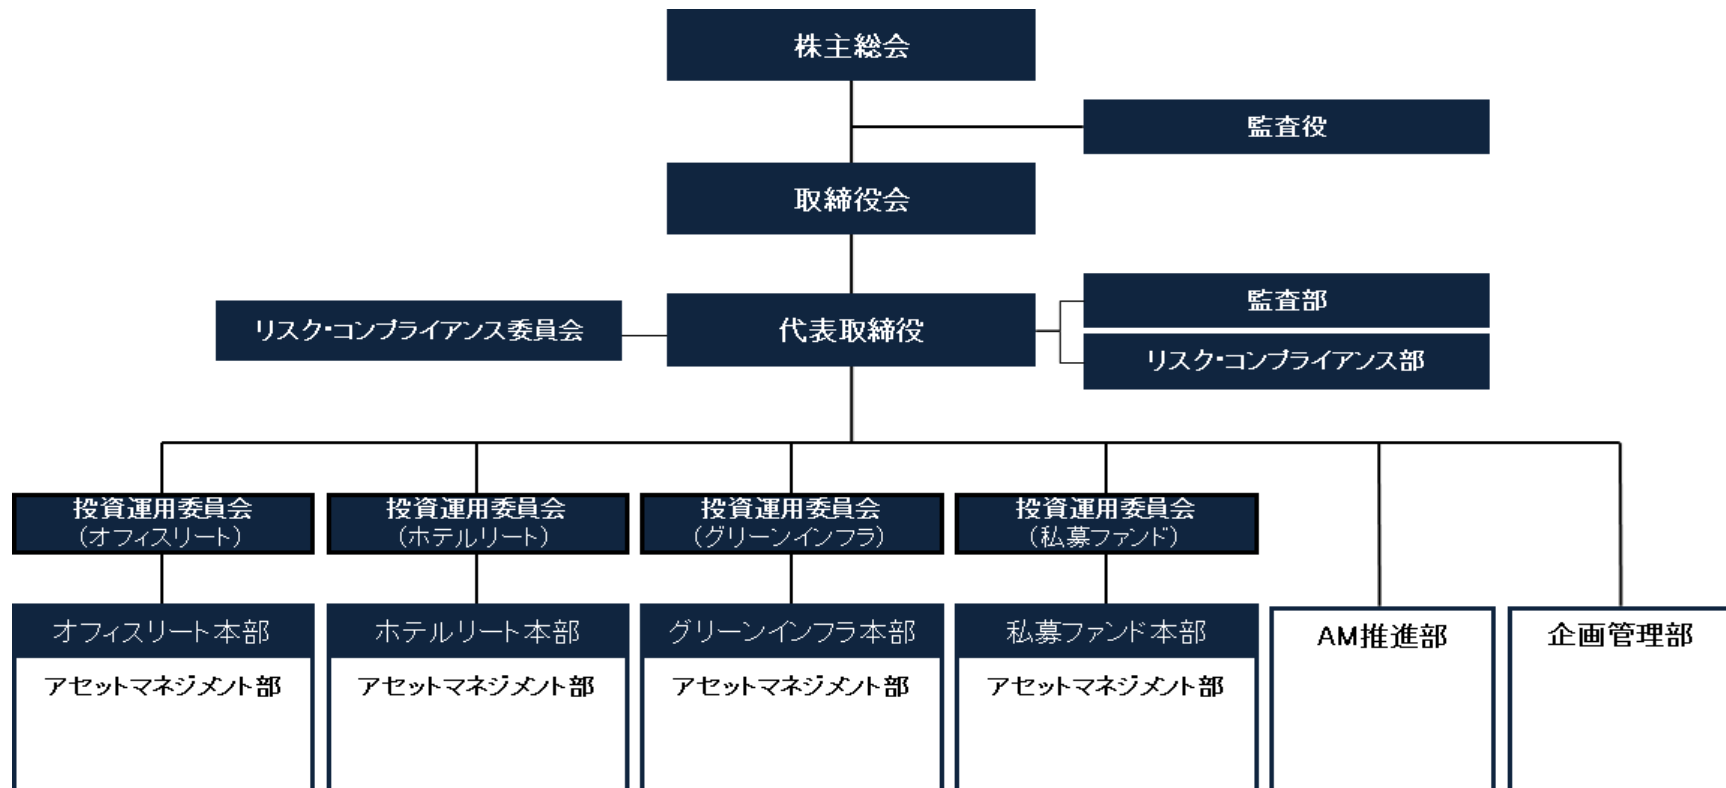 株主総会
監査役
取締役会
監査部
リスク・コンプライアンス委員会
代表取締役
リスク・コンプライアンス部
投資運用委員会
（オフィスリート）
投資運用委員会
（ホテルリート）
投資運用委員会
（グリーンインフラ）
投資運用委員会
（私募ファンド）
オフィスリート本部
アセットマネジメント部
ホテルリート本部
アセットマネジメント部
グリーンインフラ本部
アセットマネジメント部
私募ファンド本部
アセットマネジメント部
AM推進部
企画管理部